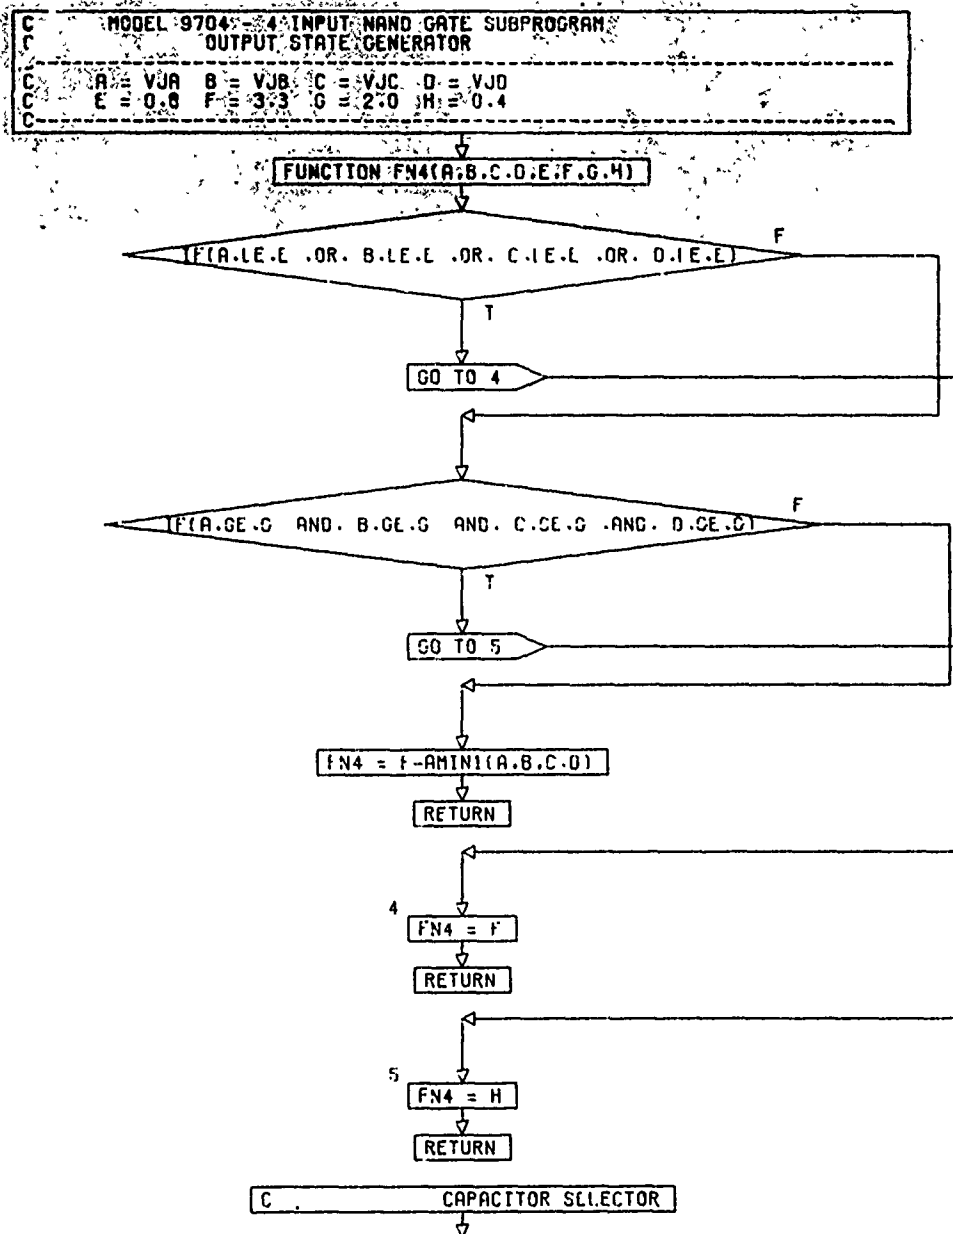 C MODEL 9704 - 4 INPUT NAND GATE SUBPROGRAM
C OUTPUT STATE GENERATOR
C A = VJA B = VJB C = VJC D = VJD
C E = 0.8 F = 3.3 G = 2.0 H = 0.4
C
FUNCTION FN4(A,B,C,D,E,F,G,H)
IF(A.LE.E .OR. B.LE.E .OR. C.LE.E .OR. D.LE.E)
F
T
GO TO 4
IF(A.GE.G AND. B.GE.G AND. C.GE.G .AND. D.GE.G)
F
T
GO TO 5
FN4 = F-AMIN1(A,B,C,D)
RETURN
4
FN4 = F
RETURN
5
FN4 = H
RETURN
C CAPACITOR SELECTOR